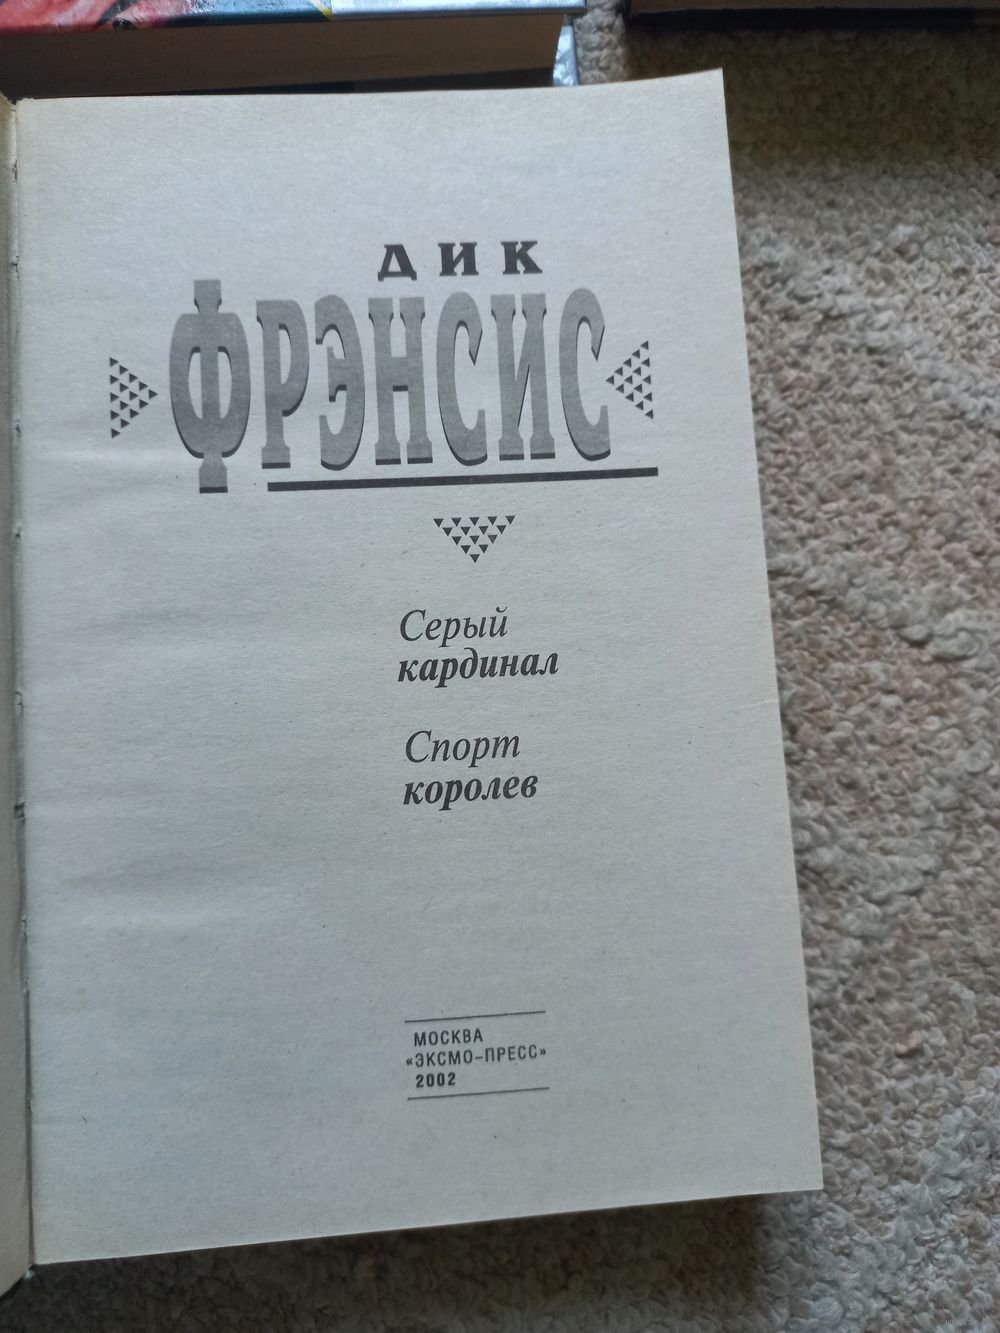 ДИК
ФРЭНСИС
Серый
кардинал
Спорт
королев
МОСКВА
«ЭКСМО-ПРЕСС»
2002